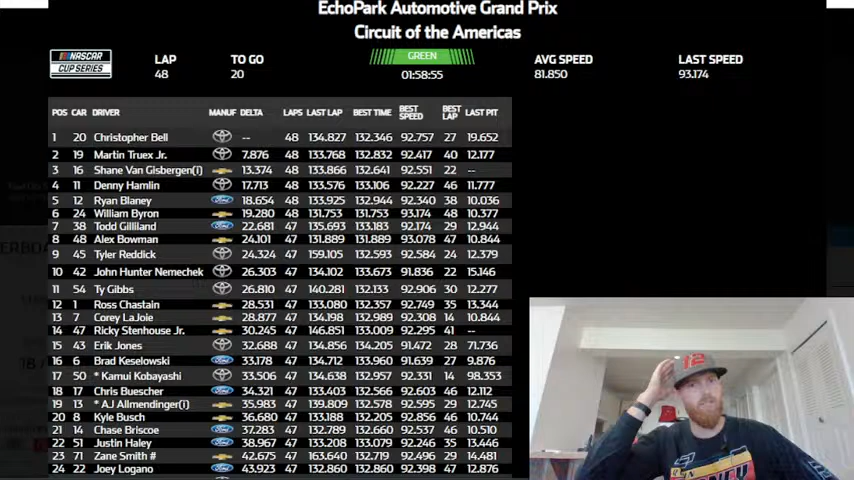 EchoPark Automotive Grand Prix
Circuit of the Americas
NASCAR CUP SERIES LAP TO GO GREEN AVG SPEED LAST SPEED
48 20 01:58:55 81.850 93.174
POS CAR DRIVER MANUF DELTA LAPS LAST LAP BEST TIME BEST SPEED BEST LAP LAST PIT
1 20 Christopher Bell -- 48 134.827 132.346 92.757 27 19.652
2 19 Martin Truex Jr. 7.876 48 133.768 132.832 92.417 40 12.177
3 16 Shane Van Gisbergen(i) 13.374 48 133.866 132.641 92.551 22 --
4 11 Denny Hamlin 17.713 48 133.576 133.106 92.227 46 11.777
5 12 Ryan Blaney 18.654 48 133.925 132.944 92.340 38 10.036
6 24 William Byron 19.280 48 131.753 131.753 93.174 48 10.377
7 38 Todd Gilliland 22.681 47 135.693 133.183 92.174 29 12.944
8 48 Alex Bowman 24.101 47 131.889 131.889 93.078 47 10.844
9 45 Tyler Reddick 24.324 47 159.105 132.593 92.584 24 12.379
10 42 John Hunter Nemechek 26.303 47 134.102 133.673 91.836 22 15.146
11 54 Ty Gibbs 26.810 47 140.281 132.133 92.906 30 12.277
12 1 Ross Chastain 28.531 47 133.080 132.357 92.749 35 13.344
13 7 Corey LaJoie 28.877 47 134.198 132.989 92.308 14 10.844
14 47 Ricky Stenhouse Jr. 30.245 47 146.851 133.009 92.295 41 --
15 43 Erik Jones 32.688 47 134.856 134.205 91.472 28 71.736
16 6 Brad Keselowski 33.178 47 134.712 133.960 91.639 27 9.876
17 50 * Kamui Kobayashi 33.506 47 134.638 132.957 92.331 14 98.353
18 17 Chris Buescher 34.321 47 133.403 132.566 92.603 46 12.112
19 13 * AJ Allmendinger(i) 35.983 47 139.809 132.578 92.595 29 12.745
20 8 Kyle Busch 36.680 47 133.188 132.205 92.856 46 10.744
21 14 Chase Briscoe 37.283 47 132.789 132.660 92.537 46 10.510
22 51 Justin Haley 38.967 47 133.208 133.079 92.246 35 13.446
23 71 Zane Smith # 42.675 47 163.640 132.719 92.496 29 14.481
24 22 Joey Logano 43.923 47 132.860 132.860 92.398 47 12.876
12